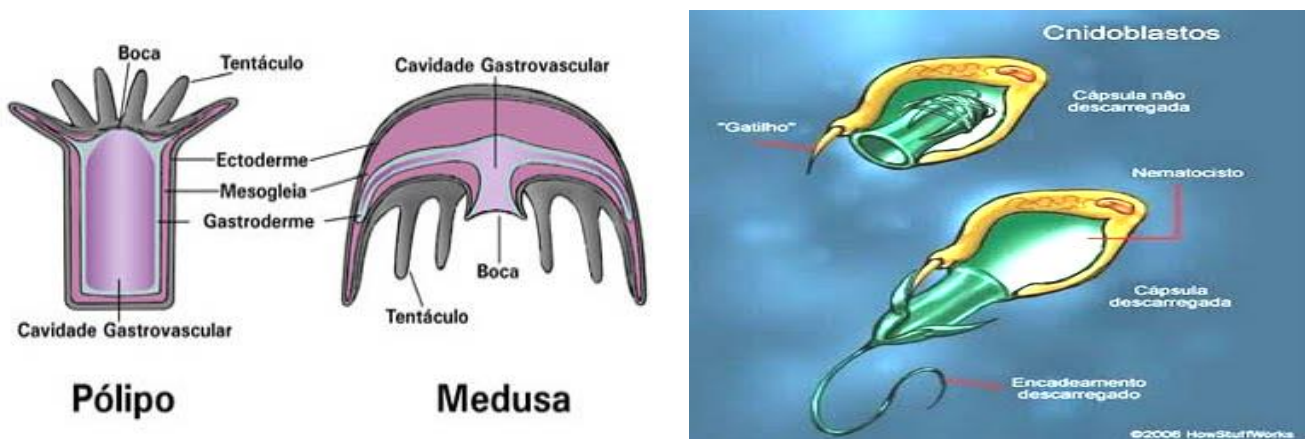 Boca
Tentáculo
Ectoderme
Mesogleia
Gastroderme
Cavidade Gastrovascular
Pólipo
Cavidade Gastrovascular
Boca
Tentáculo
Medusa
Cnidoblastos
Cápsula não
descarregada
"Gatilho"
Nematocisto
Cápsula
descarregada
Encadeamento
descarregado
©2006 HowStuffWorks